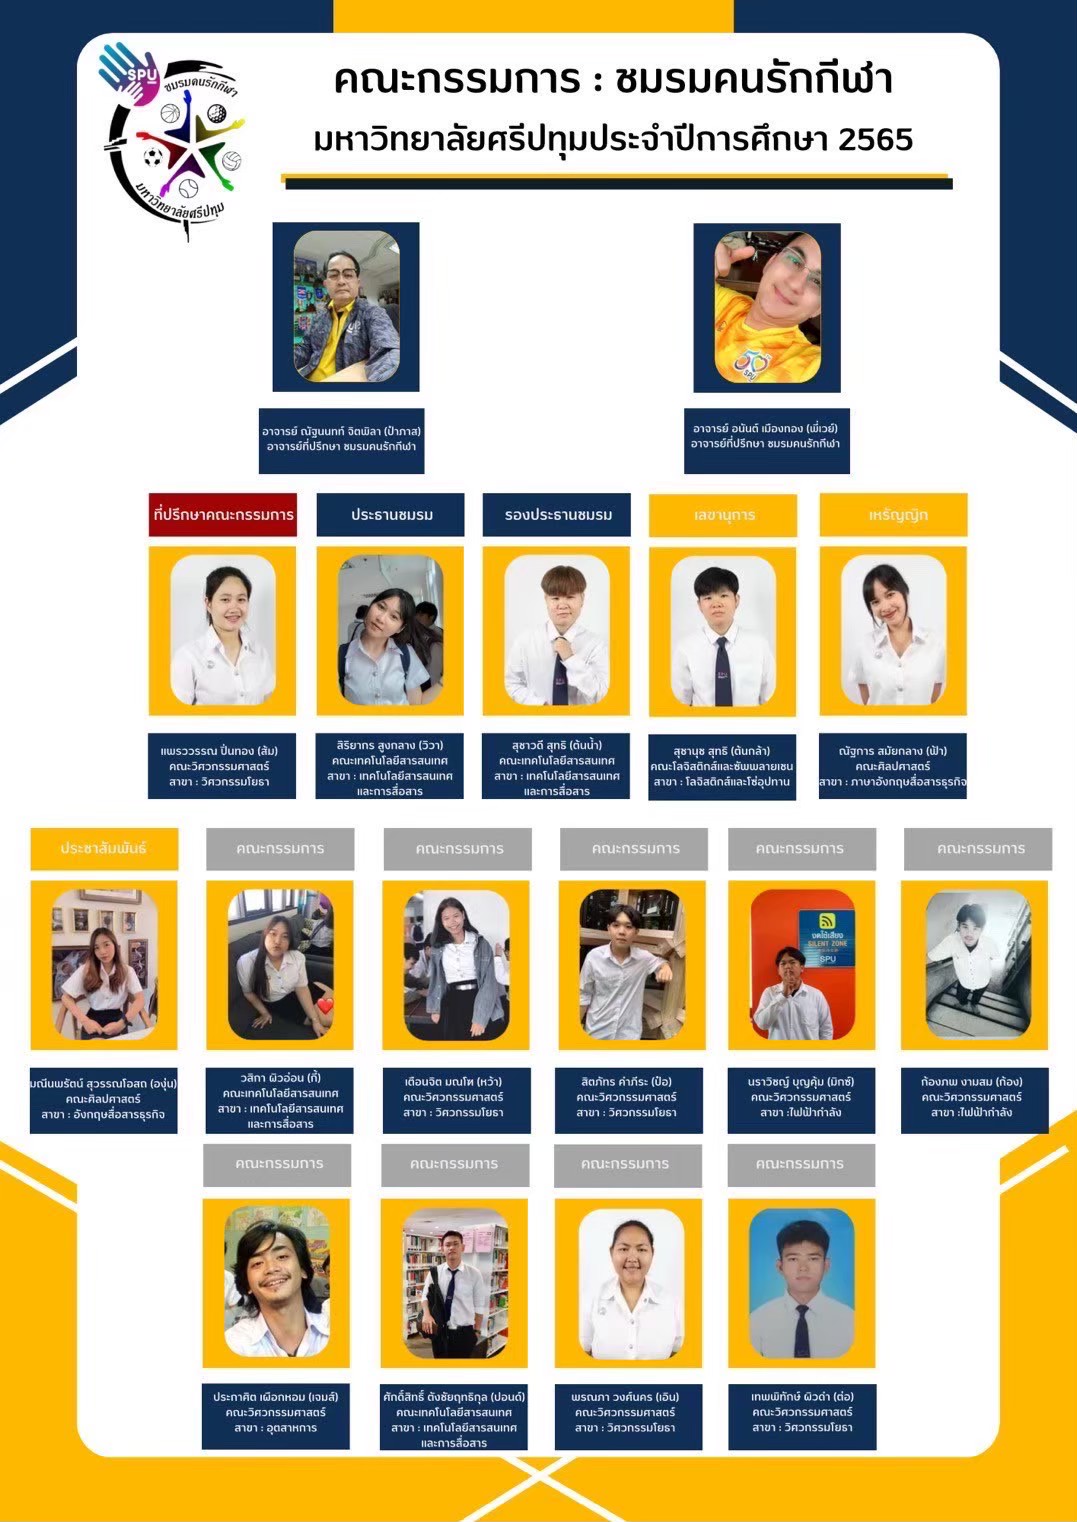 SPU
ชมรมคนรักกีฬา
มหาวิทยาลัยศรีปทุม
คณะกรรมการ : ชมรมคนรักกีฬา
มหาวิทยาลัยศรีปทุมประจำปีการศึกษา 2565
50
SPU
อาจารย์ ณัฐนนทท์ จิตพิลา (ป๋าภาส)
อาจารย์ที่ปรึกษา ชมรมคนรักกีฬา
อาจารย์ อนันต์ เมืองทอง (พี่เวย์)
อาจารย์ที่ปรึกษา ชมรมคนรักกีฬา
ที่ปรึกษาคณะกรรมการ
ประธานชมรม
รองประธานชมรม
เลขานุการ
เหรัญญิก
แพรววรรณ ปิ่นทอง (ส้ม)
คณะวิศวกรรมศาสตร์
สาขา : วิศวกรรมโยธา
สิริยากร สูงกลาง (วิวา)
คณะเทคโนโลยีสารสนเทศ
สาขา : เทคโนโลยีสารสนเทศ
และการสื่อสาร
สุชาวดี สุทธิ (ต้นน้ำ)
คณะเทคโนโลยีสารสนเทศ
สาขา : เทคโนโลยีสารสนเทศ
และการสื่อสาร
สุชานุช สุทธิ (ต้นกล้า)
คณะโลจิสติกส์และซัพพลายเชน
สาขา : โลจิสติกส์และโซ่อุปทาน
ณัฐการ สมัยกลาง (ฟ้า)
คณะศิลปศาสตร์
สาขา : ภาษาอังกฤษสื่อสารธุรกิจ
ประชาสัมพันธ์
คณะกรรมการ
คณะกรรมการ
คณะกรรมการ
คณะกรรมการ
คณะกรรมการ
งดใช้เสียง
SILENT ZONE
SPU
มณีนพรัตน์ สุวรรณโอสถ (องุ่น)
คณะศิลปศาสตร์
สาขา : อังกฤษสื่อสารธุรกิจ
วสิกา ผิวอ่อน (กี้)
คณะเทคโนโลยีสารสนเทศ
สาขา : เทคโนโลยีสารสนเทศ
และการสื่อสาร
เตือนจิต มณโฑ (หว้า)
คณะวิศวกรรมศาสตร์
สาขา : วิศวกรรมโยธา
สิตภัทร คำภีระ (ป้อ)
คณะวิศวกรรมศาสตร์
สาขา : วิศวกรรมโยธา
นราวิชญ์ บุญคุ้ม (มิกซ์)
คณะวิศวกรรมศาสตร์
สาขา :ไฟฟ้ากำลัง
ก้องภพ งามสม (ก้อง)
คณะวิศวกรรมศาสตร์
สาขา :ไฟฟ้ากำลัง
คณะกรรมการ
คณะกรรมการ
คณะกรรมการ
คณะกรรมการ
ประกาศิต เผือกหอม (เจมส์)
คณะวิศวกรรมศาสตร์
สาขา : อุตสาหการ
ศักดิ์สิทธิ์ ตังชัยฤทธิกุล (ปอนด์)
คณะเทคโนโลยีสารสนเทศ
สาขา : เทคโนโลยีสารสนเทศ
และการสื่อสาร
พรณภา วงศ์นคร (เอิน)
คณะวิศวกรรมศาสตร์
สาขา : วิศวกรรมโยธา
เทพพิทักษ์ ผิวดำ (ต่อ)
คณะวิศวกรรมศาสตร์
สาขา : วิศวกรรมโยธา